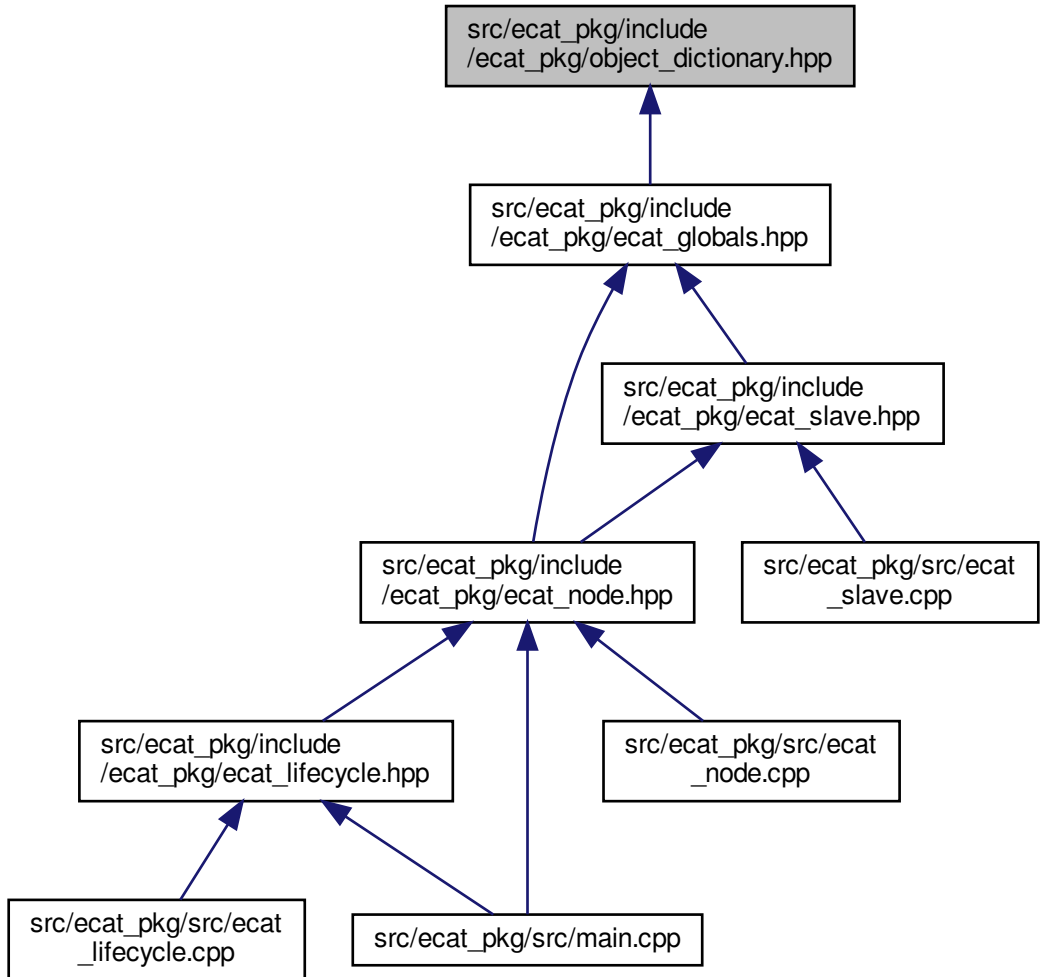 src/ecat_pkg/include
/ecat_pkg/object_dictionary.hpp
src/ecat_pkg/include
/ecat_pkg/ecat_globals.hpp
src/ecat_pkg/include
/ecat_pkg/ecat_slave.hpp
src/ecat_pkg/include
/ecat_pkg/ecat_node.hpp
src/ecat_pkg/src/ecat
_slave.cpp
src/ecat_pkg/include
/ecat_pkg/ecat_lifecycle.hpp
src/ecat_pkg/src/ecat
_node.cpp
src/ecat_pkg/src/ecat
_lifecycle.cpp
src/ecat_pkg/src/main.cpp